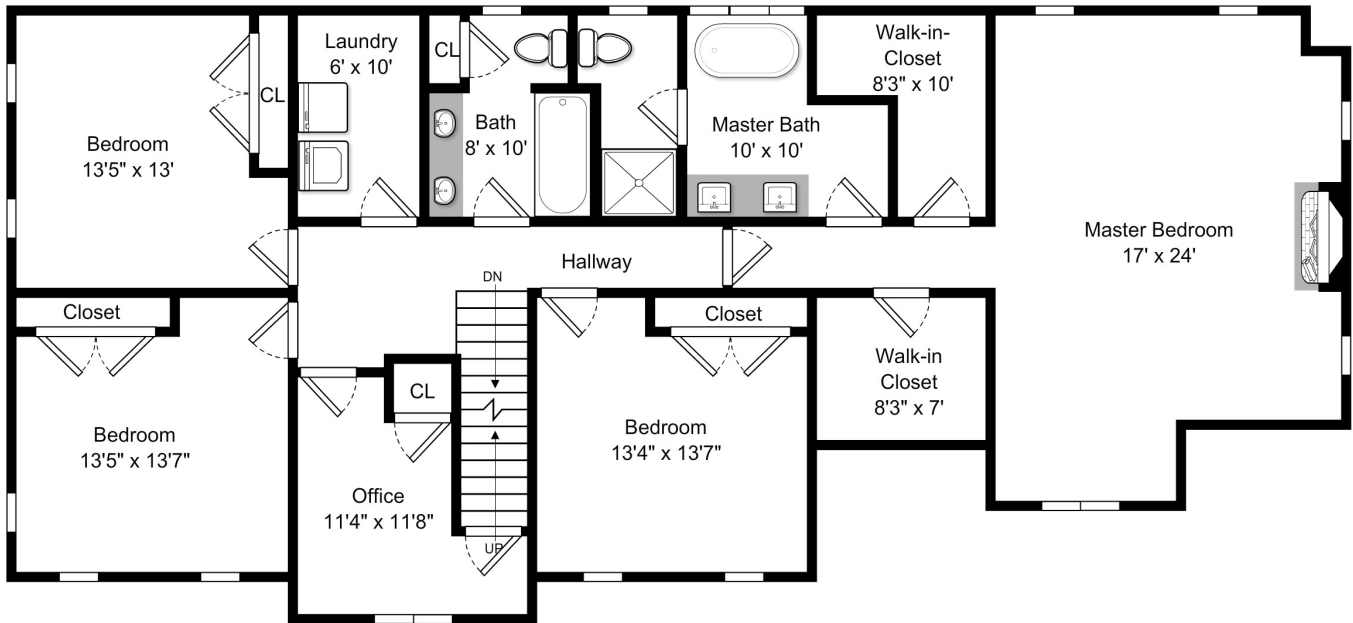 Bedroom
13'5" x 13'
CL
Laundry
6' x 10'
CL
Bath
8' x 10'
Master Bath
10' x 10'
Walk-in-
Closet
8'3" x 10'
Master Bedroom
17' x 24'
Hallway
DN
Closet
Bedroom
13'5" x 13'7"
CL
Office
11'4" x 11'8"
UP
Closet
Bedroom
13'4" x 13'7"
Walk-in
Closet
8'3" x 7'